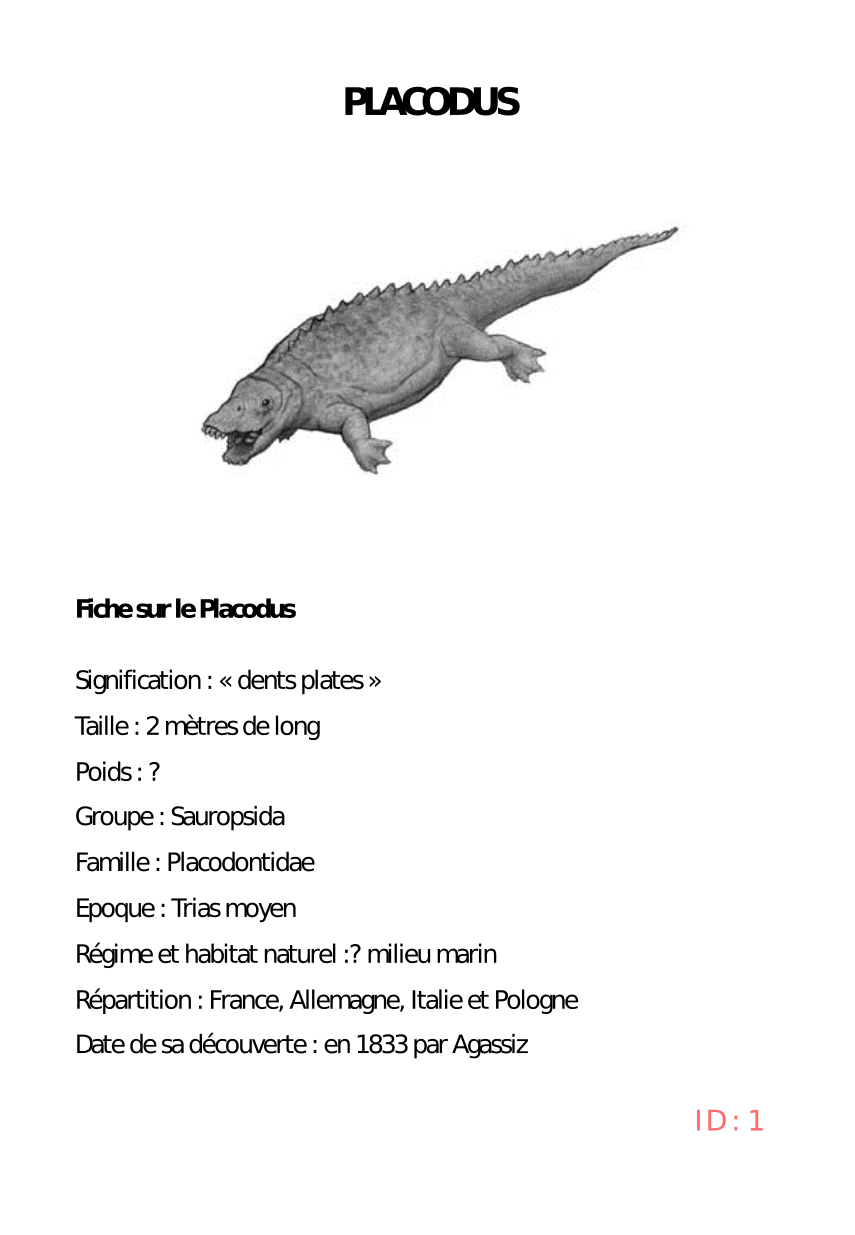 PLACODUS
Fiche sur le Placodus
Signification : « dents plates »
Taille : 2 mètres de long
Poids : ?
Groupe : Sauropsida
Famille : Placodontidae
Epoque : Trias moyen
Régime et habitat naturel :? milieu marin
Répartition : France, Allemagne, Italie et Pologne
Date de sa découverte : en 1833 par Agassiz
ID : 1